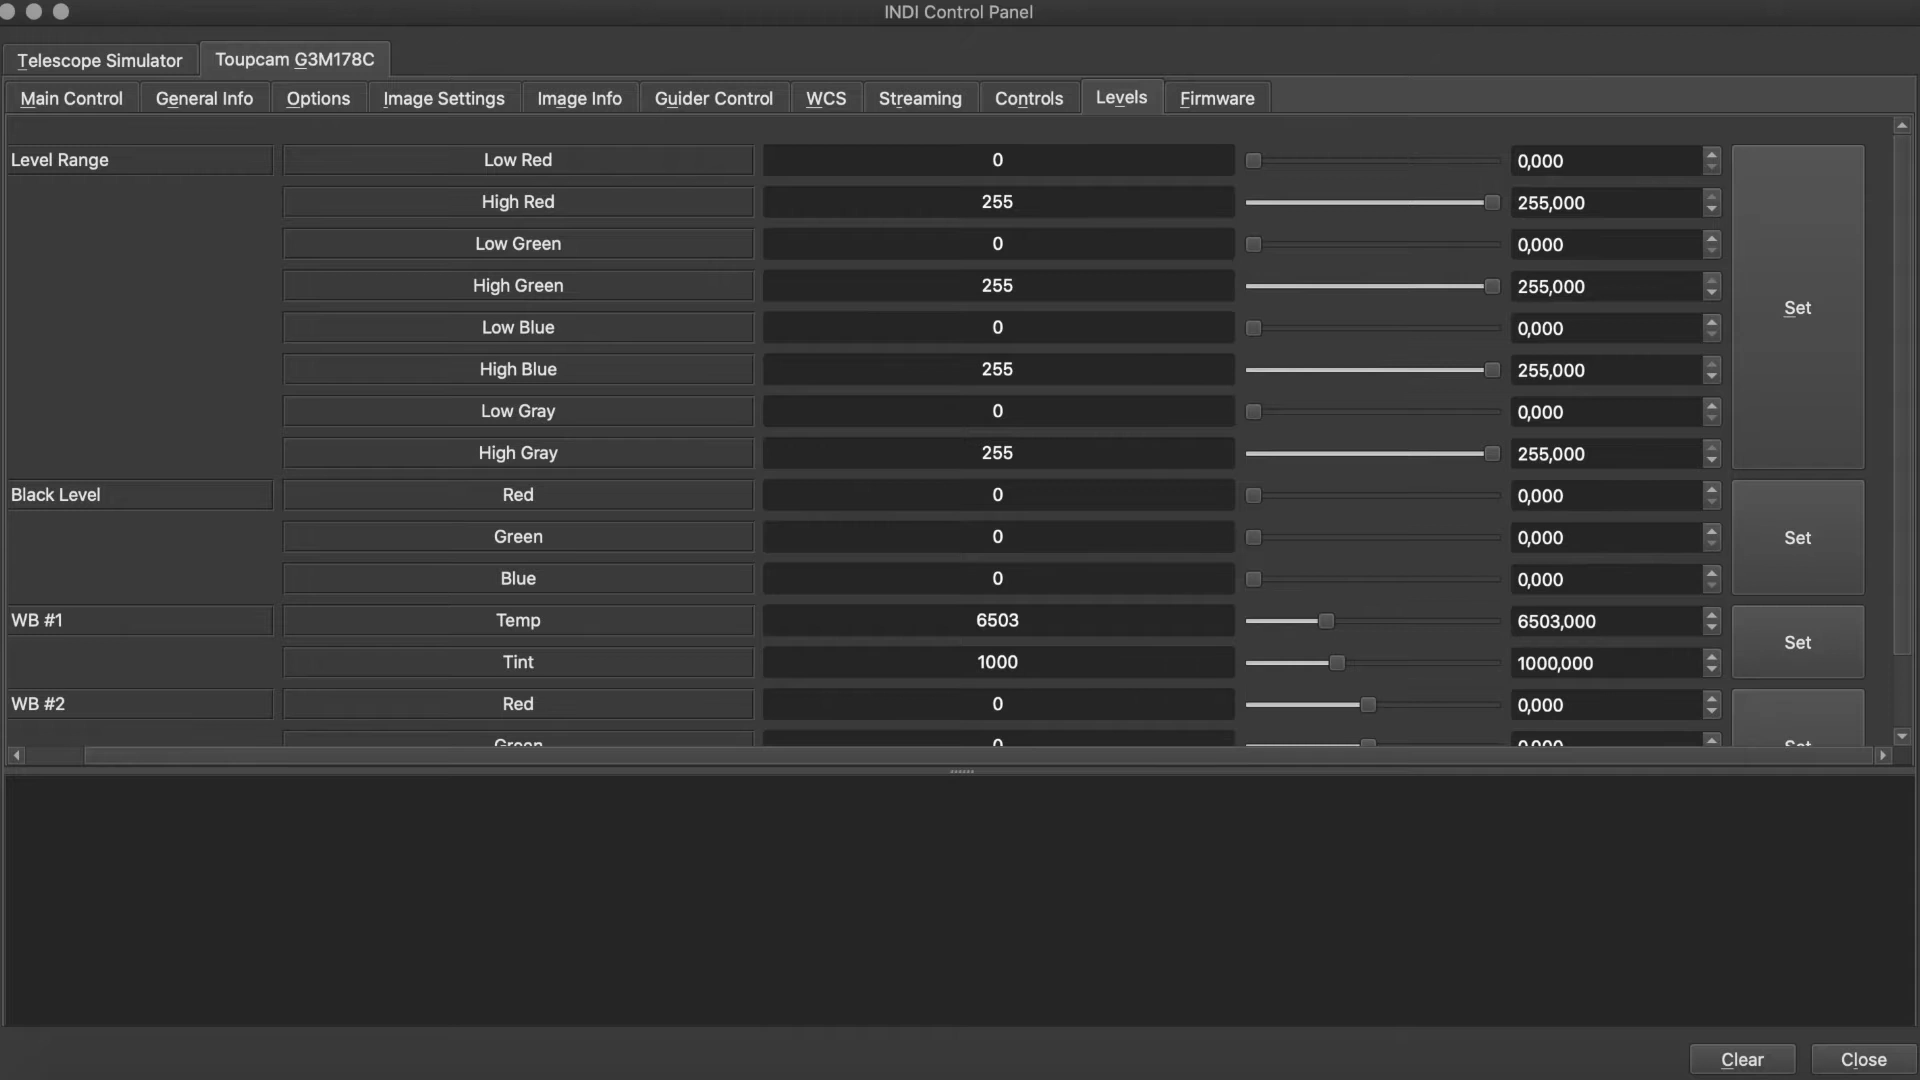 INDI Control Panel
Telescope Simulator Toupcam G3M178C
Main Control General Info Options Image Settings Image Info Guider Control WCS Streaming Controls Levels Firmware
Level Range Low Red 0 0,000
High Red 255 255,000
Low Green 0 0,000
High Green 255 255,000
Set
Low Blue 0 0,000
High Blue 255 255,000
Low Gray 0 0,000
High Gray 255 255,000
Black Level Red 0 0,000
Green 0 0,000 Set
Blue 0 0,000
WB #1 Temp 6503 6503,000
Set
Tint 1000 1000,000
WB #2 Red 0 0,000
Green 0 0,000 Set
Clear Close